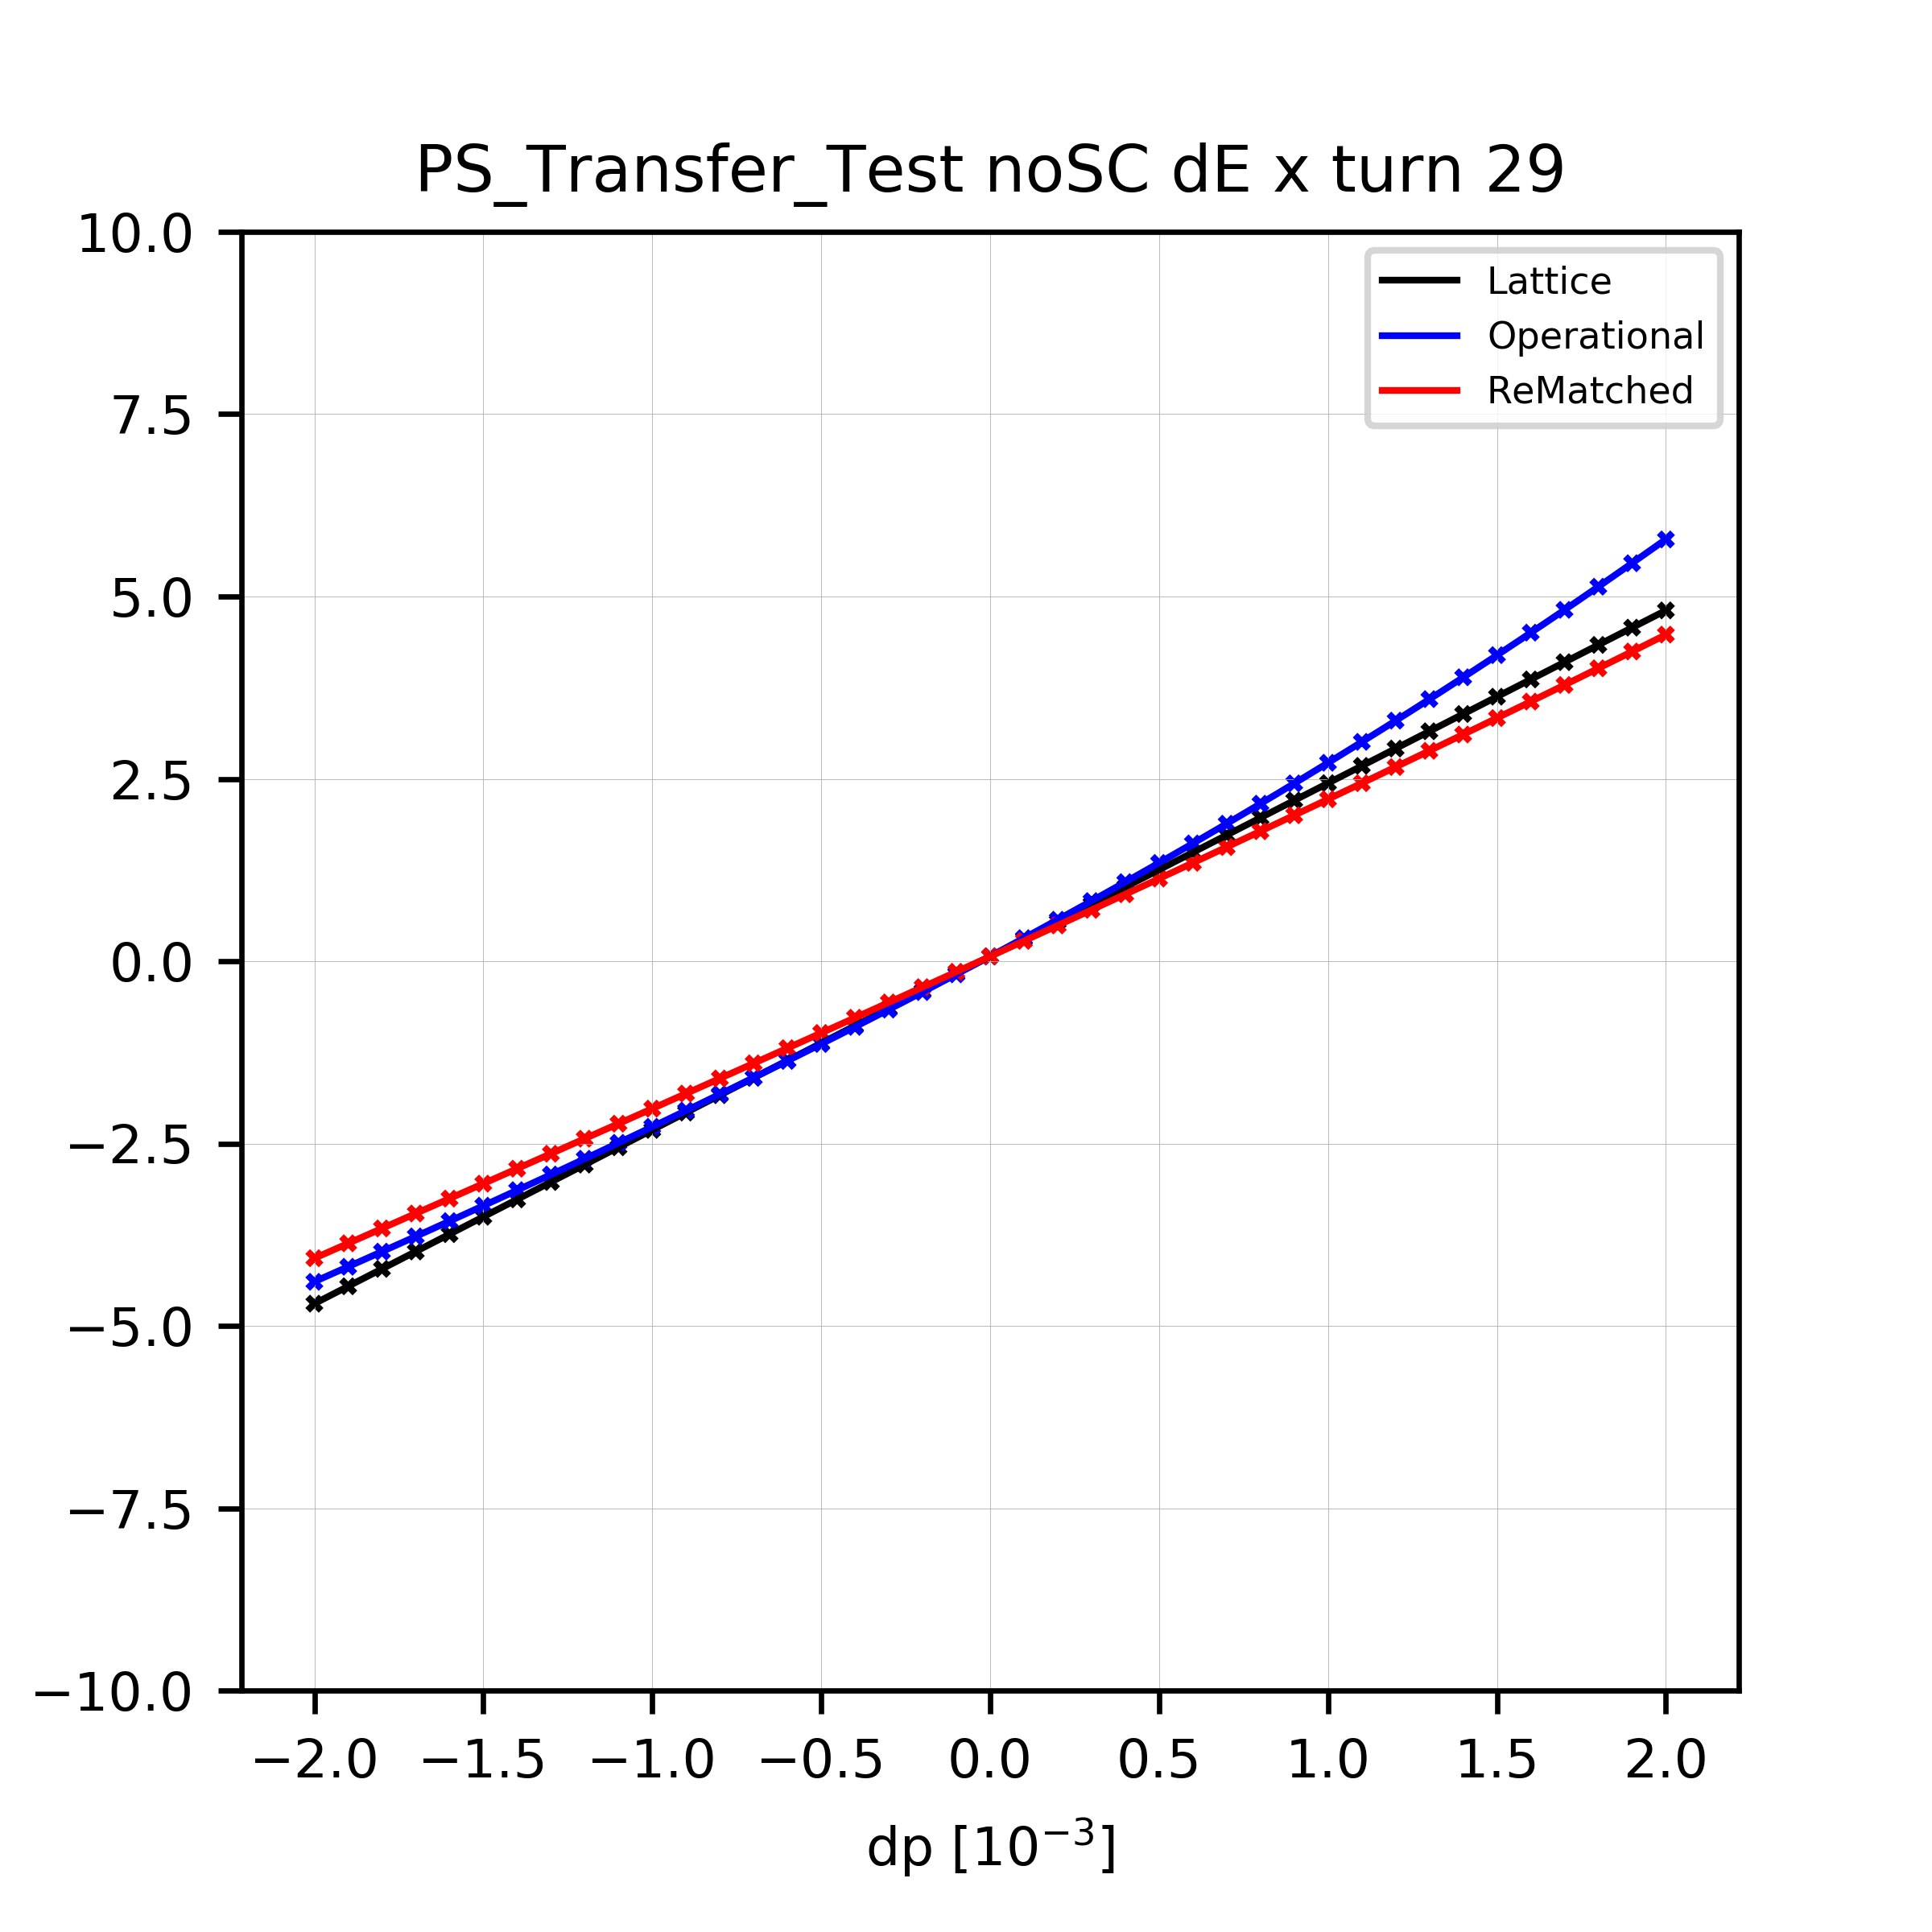 PS_Transfer_Test noSC dE x turn 29
10.0
7.5
5.0
2.5
0.0
−2.5
−5.0
−7.5
−10.0
Lattice
Operational
ReMatched
−2.0 −1.5 −1.0 −0.5 0.0 0.5 1.0 1.5 2.0
dp [10⁻³]